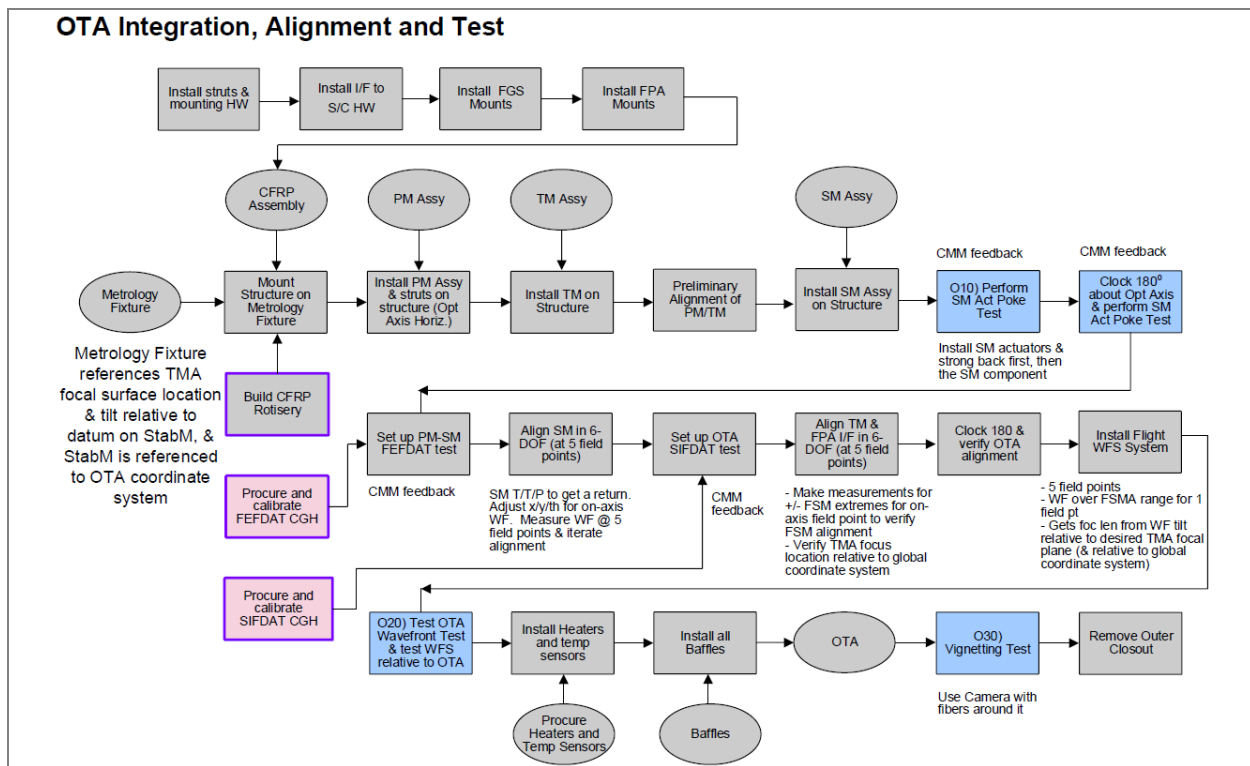 OTA Integration, Alignment and Test
Install struts &
mounting HW
Install I/F to
S/C HW
Install FGS
Mounts
Install FPA
Mounts
CFRP
Assembly
PM Assy
TM Assy
SM Assy
CMM feedback
CMM feedback
Metrology
Fixture
Mount
Structure on
Metrology
Fixture
Install PM Assy
& struts on
structure (Opt
Axis Horiz.)
Install TM on
Structure
Preliminary
Alignment of
PM/TM
Install SM Assy
on Structure
O10) Perform
SM Act Poke
Test
Clock 180⁰
about Opt Axis
& perform SM
Act Poke Test
Install SM actuators &
strong back first, then
the SM component
Metrology Fixture
references TMA
focal surface location
& tilt relative to
datum on StabM, &
StabM is referenced
to OTA coordinate
system
Build CFRP
Rotisery
Set up PM-SM
FEFDAT test
Align SM in 6-
DOF (at 5 field
points)
Set up OTA
SIFDAT test
Align TM &
FPA I/F in 6-
DOF (at 5 field
points)
Clock 180 &
verify OTA
alignment
Install Flight
WFS System
Procure and
calibrate
FEFDAT CGH
CMM feedback
SM T/T/P to get a return.
Adjust x/y/th for on-axis
WF.  Measure WF @ 5
field points & iterate
alignment
CMM
feedback
- Make measurements for
+/- FSM extremes for on-
axis field point to verify
FSM alignment
- Verify TMA focus
location relative to global
coordinate system
- 5 field points
- WF over FSMA range for 1
field pt
- Gets foc len from WF tilt
relative to desired TMA focal
plane (& relative to global
coordinate system)
Procure and
calibrate
SIFDAT CGH
O20) Test OTA
Wavefront Test
& test WFS
relative to OTA
Install Heaters
and temp
sensors
Install all
Baffles
OTA
O30)
Vignetting Test
Remove Outer
Closout
Use Camera with
fibers around it
Procure
Heaters and
Temp Sensors
Baffles